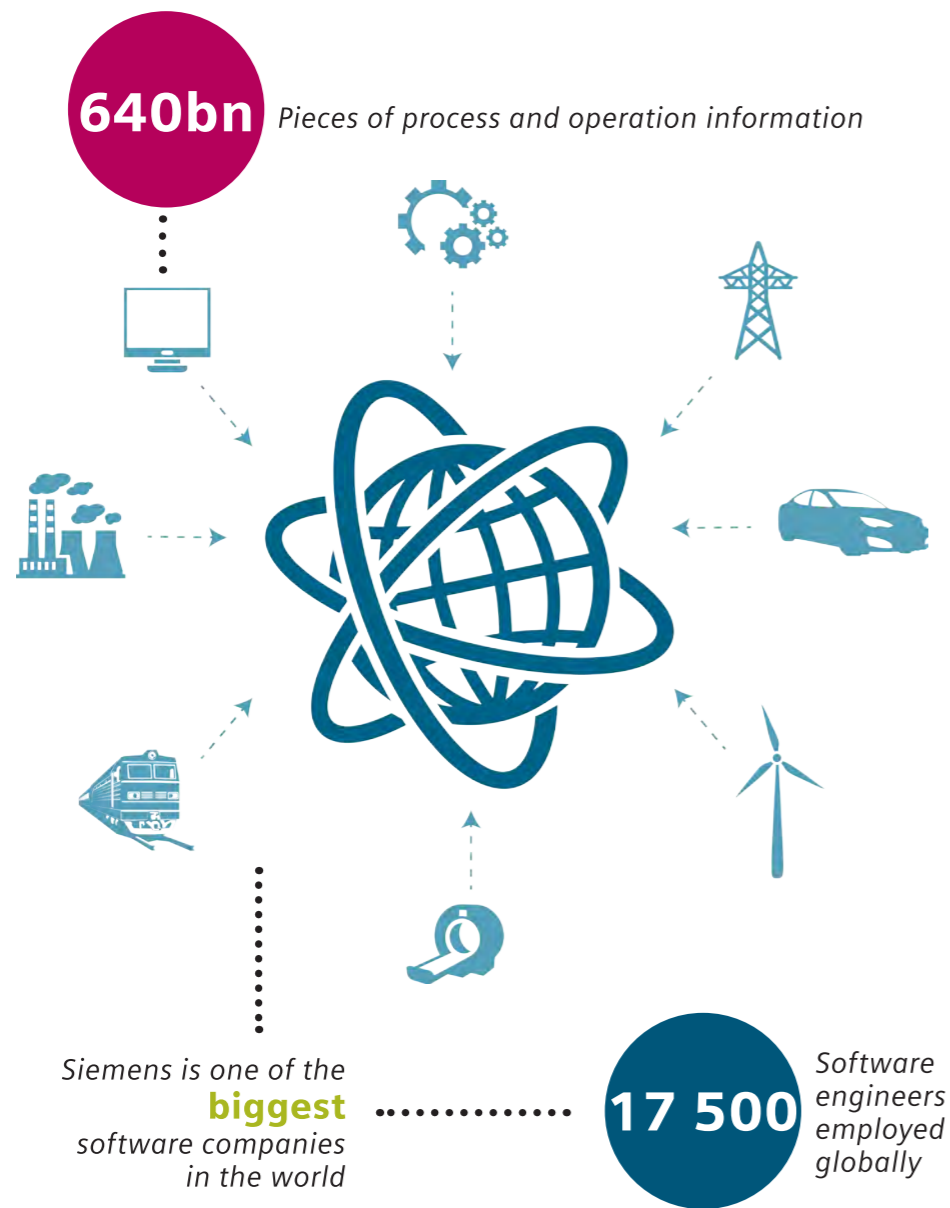 640bn
Pieces of process and operation information
Siemens is one of the
biggest
software companies
in the world
17 500
Software
engineers
employed
globally